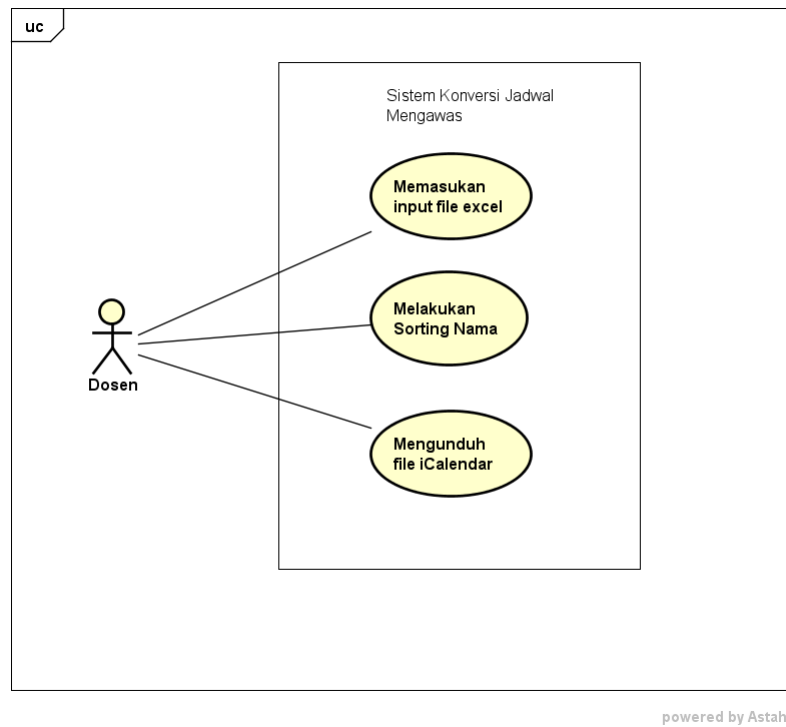 uc
Sistem Konversi Jadwal
Mengawas
Memasukan
input file excel
Melakukan
Sorting Nama
Dosen
Mengunduh
file iCalendar
powered by Astah